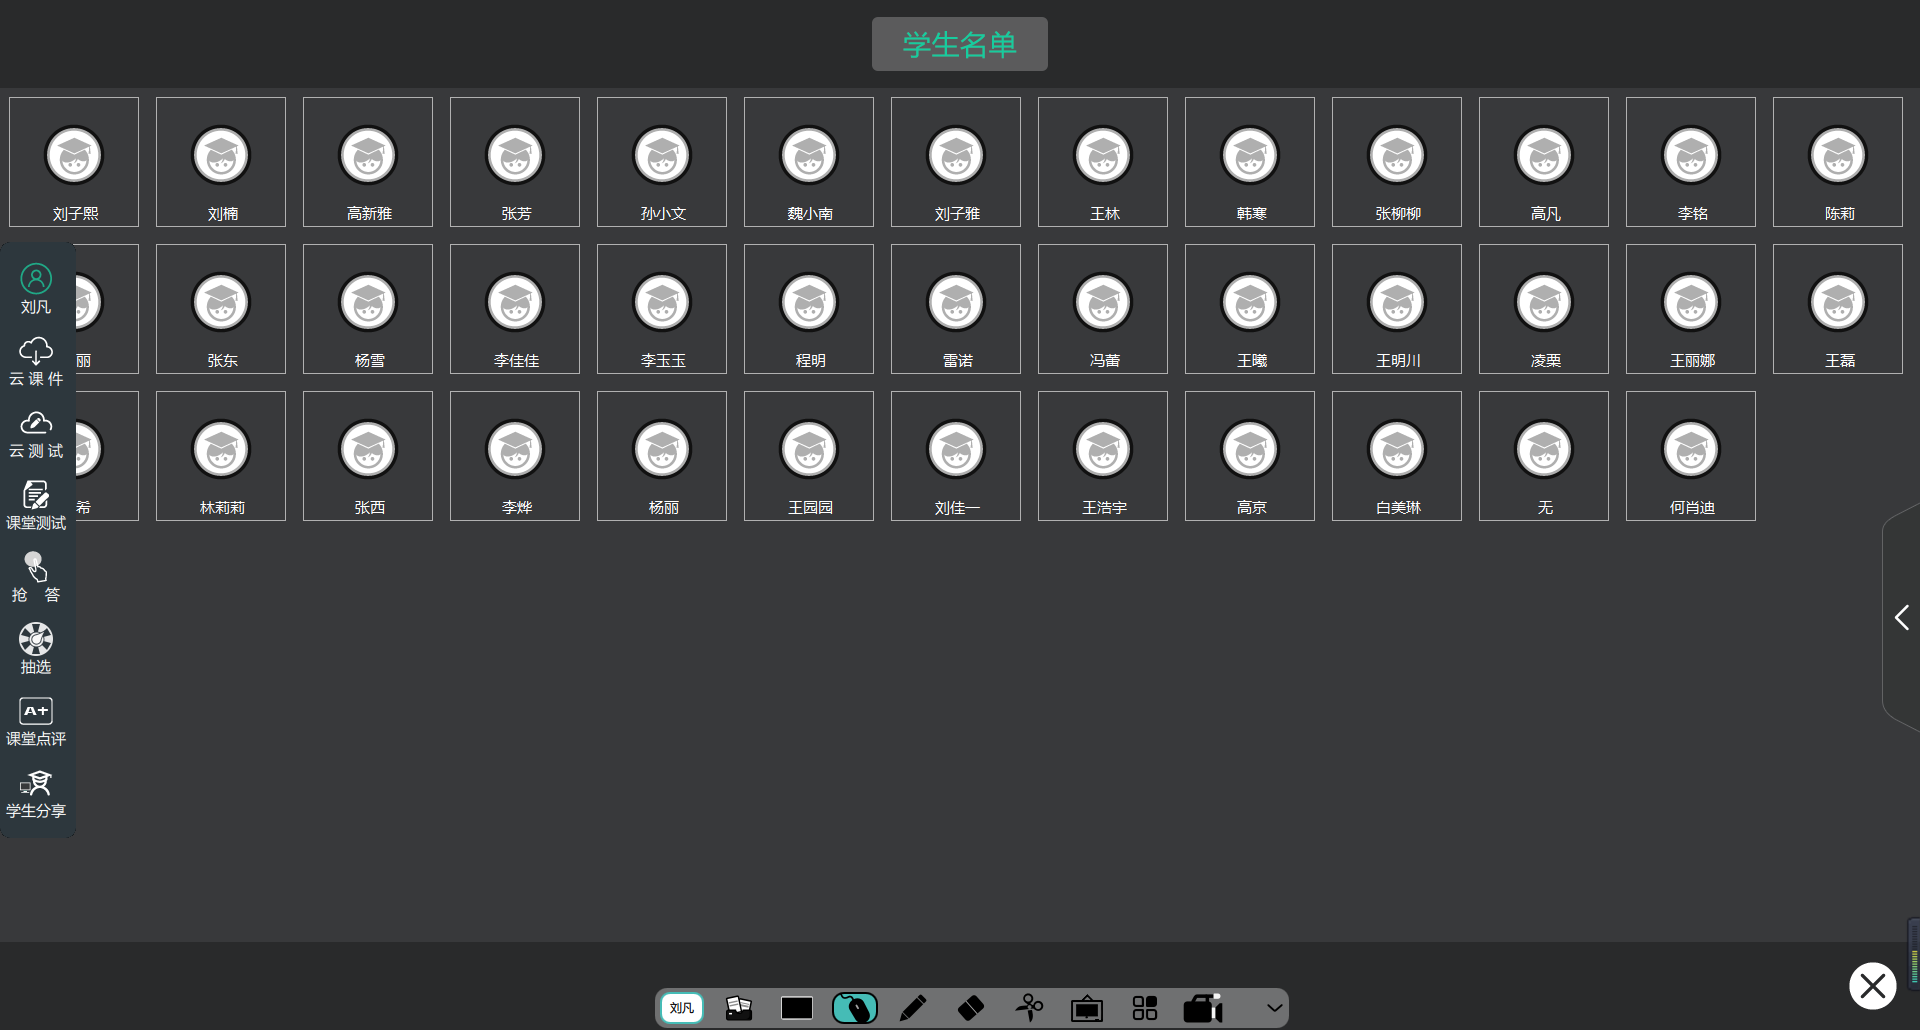 学生名单
刘子熙 刘楠 高新雅 张芳 孙小文 魏小南 刘子雅 王林 韩寒 张柳柳 高凡 李铭 陈莉
丽 张东 杨雪 李佳佳 李玉玉 程明 雷诺 冯蕾 王曦 王明川 凌栗 王丽娜 王磊
希 林莉莉 张西 李烨 杨丽 王园园 刘佳一 王浩宇 高京 白美琳 无 何肖迪
刘凡
云课件
云测试
课堂测试
抢 答
抽选
A+
课堂点评
学生分享
刘凡